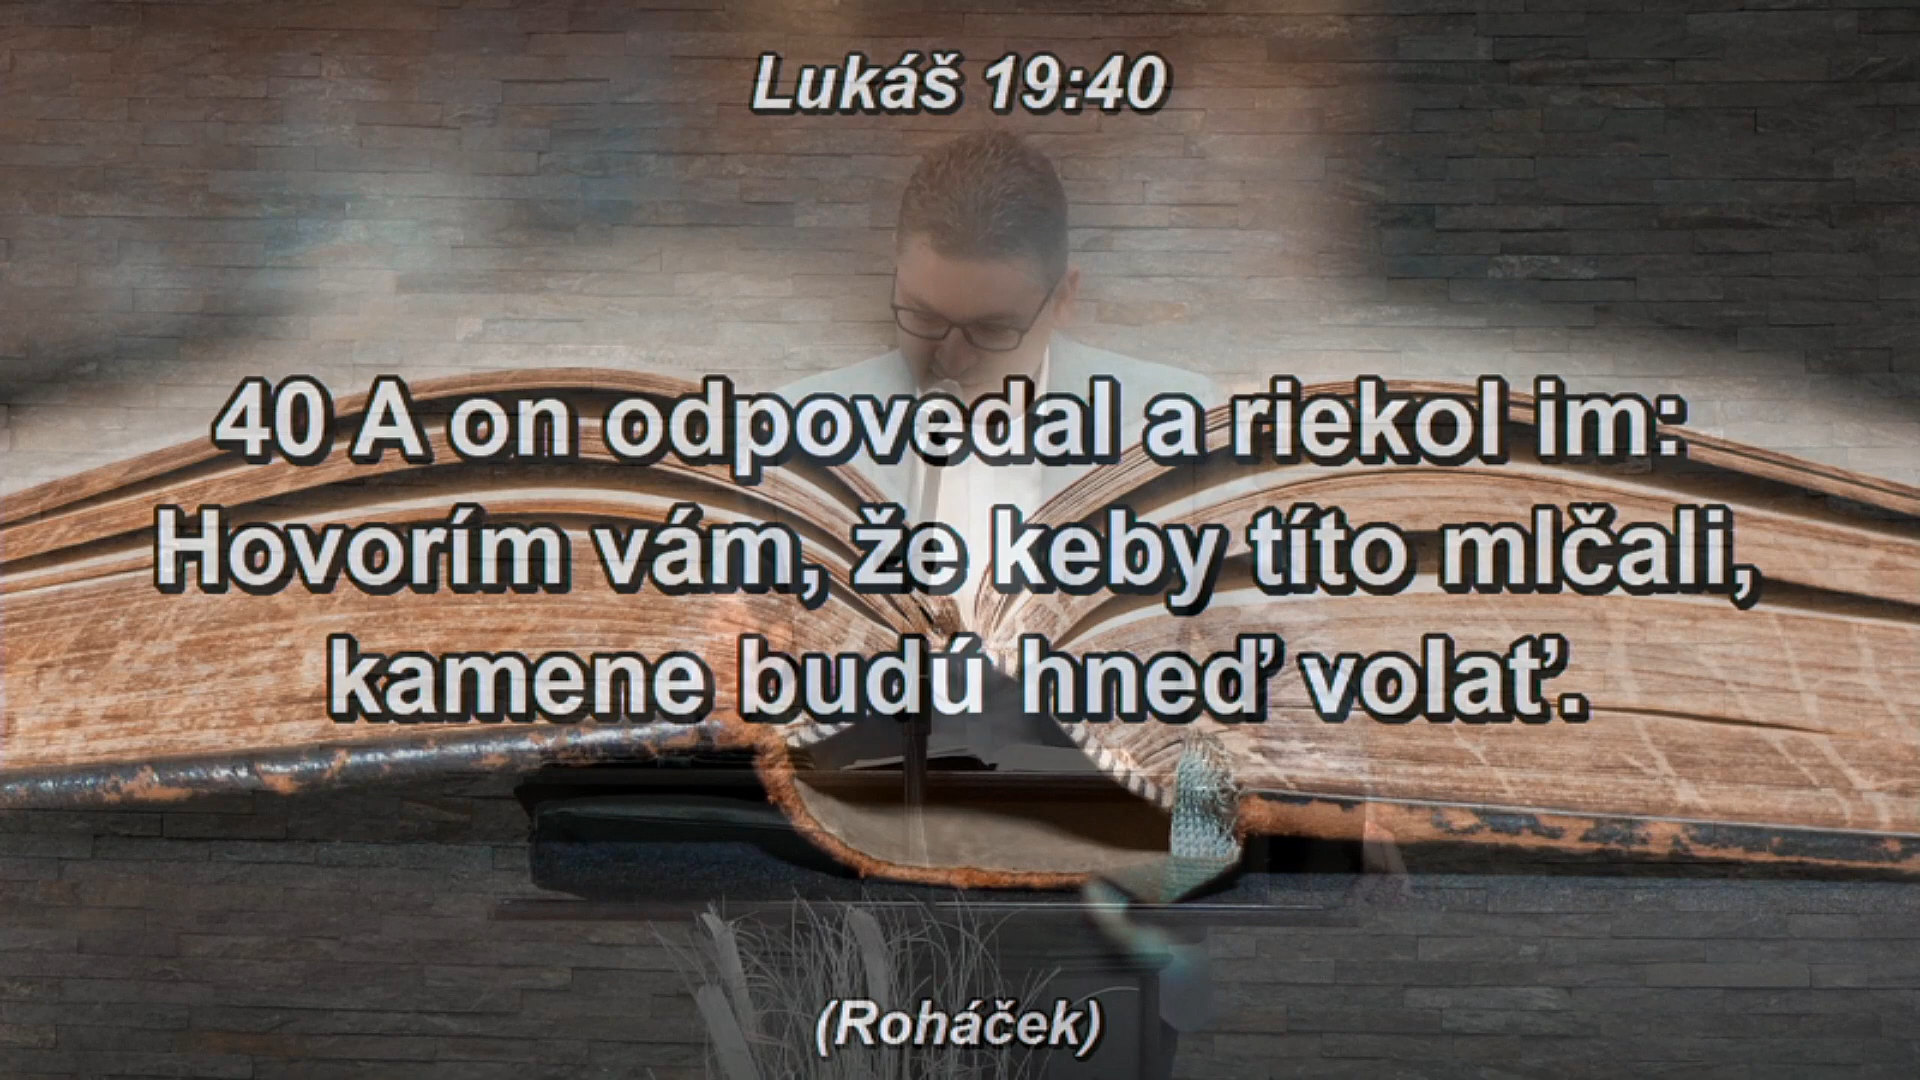 Lukáš 19:40
40 A on odpovedal a riekol im:
Hovorím vám, že keby títo mlčali,
kamene budú hneď volať.
(Roháček)